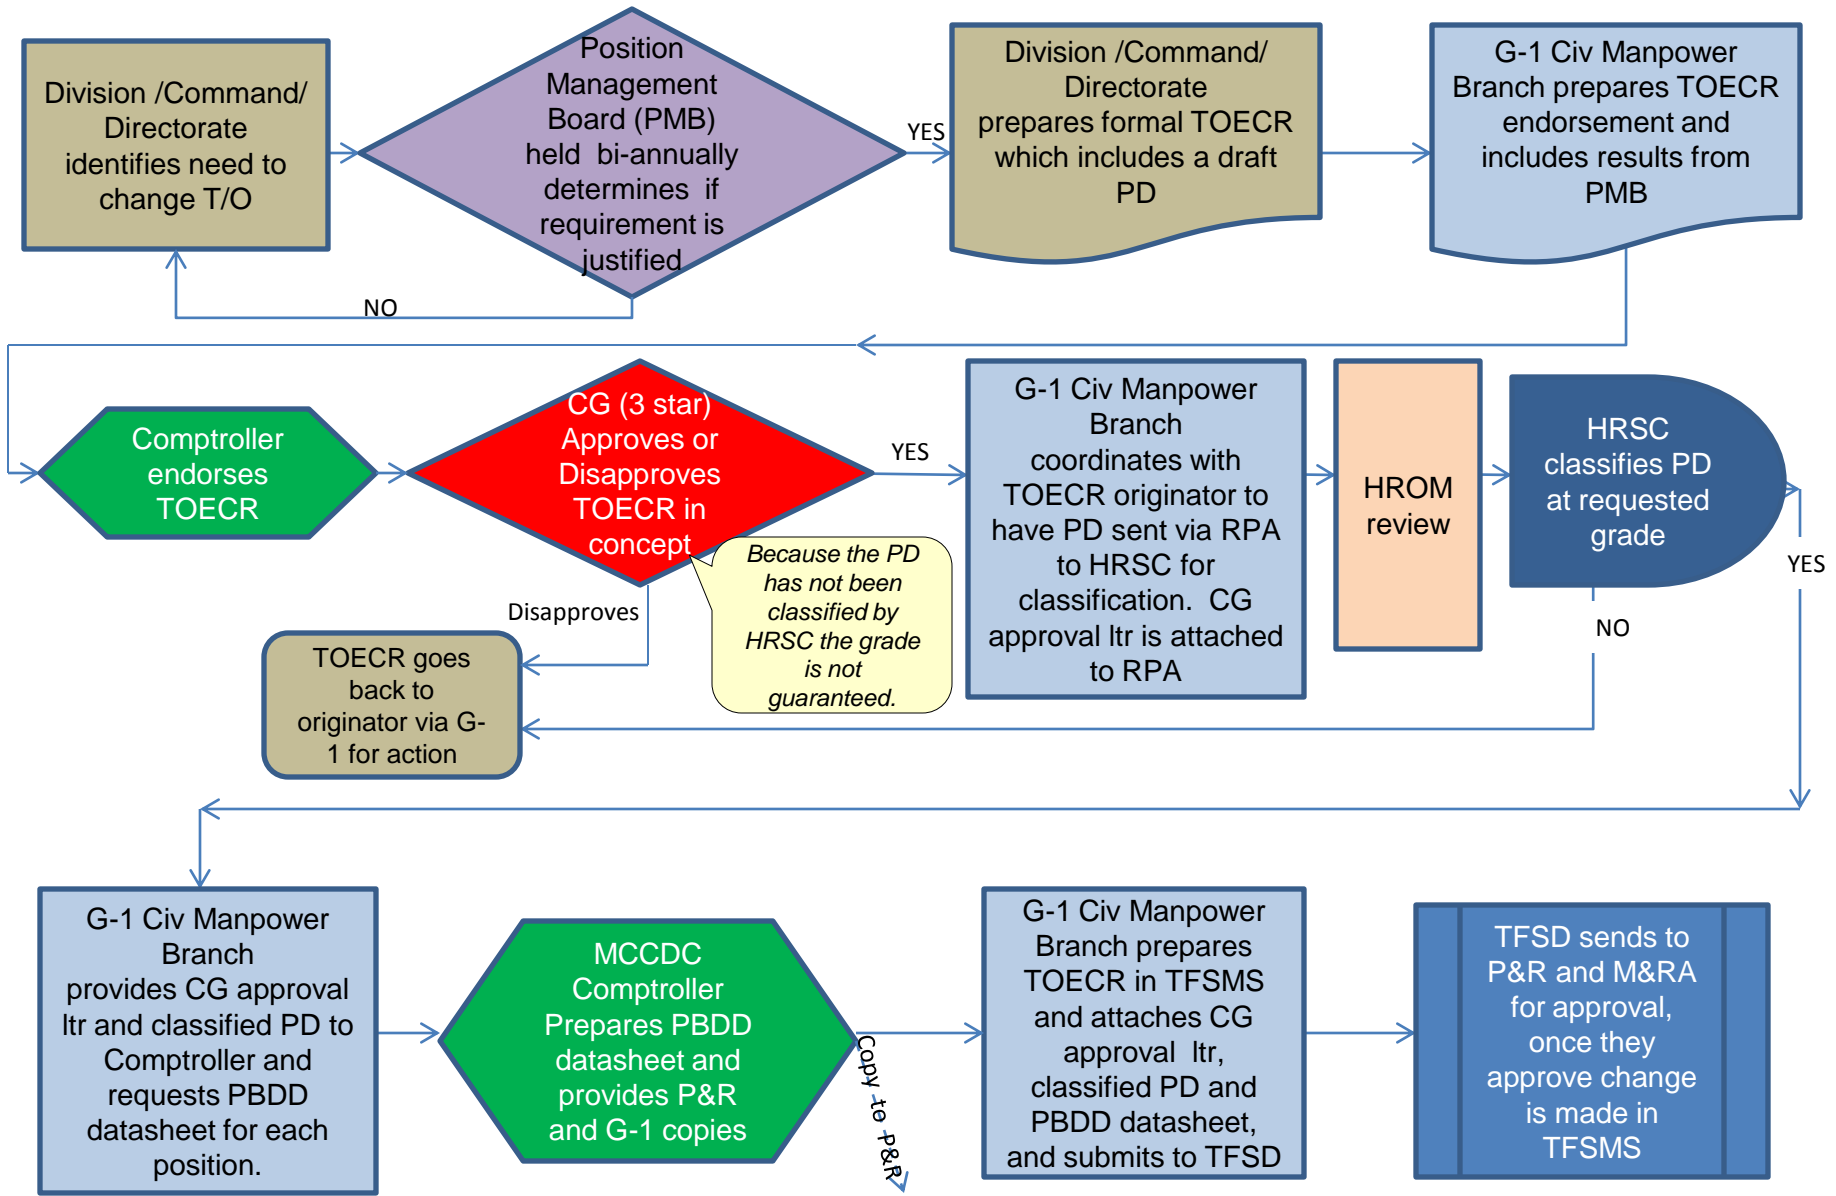 Division /Command/
Directorate
identifies need to
change T/O
Position
Management
Board (PMB)
held bi-annually
determines if
requirement is
justified
YES
NO
Division /Command/
Directorate
prepares formal TOECR
which includes a draft
PD
G-1 Civ Manpower
Branch prepares TOECR
endorsement and
includes results from
PMB
Comptroller
endorses
TOECR
CG (3 star)
Approves or
Disapproves
TOECR in
concept
YES
Disapproves
Because the PD
has not been
classified by
HRSC the grade
is not
guaranteed.
TOECR goes
back to
originator via G-
1 for action
G-1 Civ Manpower
Branch
coordinates with
TOECR originator to
have PD sent via RPA
to HRSC for
classification. CG
approval ltr is attached
to RPA
HROM
review
HRSC
classifies PD
at requested
grade
YES
NO
G-1 Civ Manpower
Branch
provides CG approval
ltr and classified PD to
Comptroller and
requests PBDD
datasheet for each
position.
MCCDC
Comptroller
Prepares PBDD
datasheet and
provides P&R
and G-1 copies
Copy to P&R
G-1 Civ Manpower
Branch prepares
TOECR in TFSMS
and attaches CG
approval ltr,
classified PD and
PBDD datasheet,
and submits to TFSD
TFSD sends to
P&R and M&RA
for approval,
once they
approve change
is made in
TFSMS